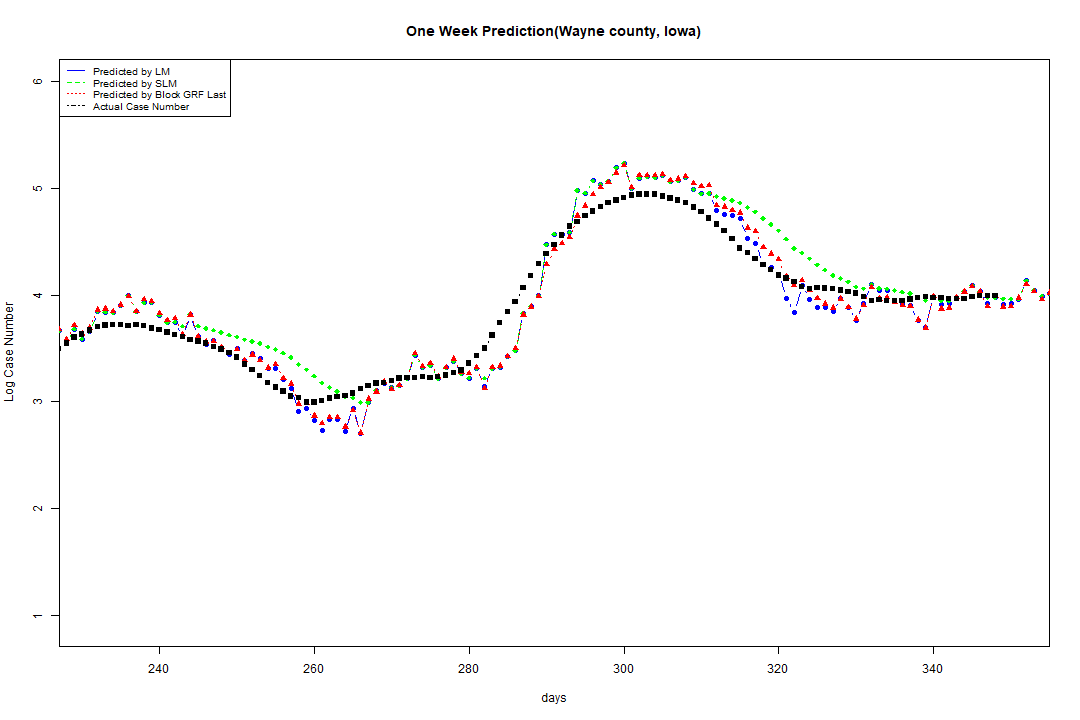 One Week Prediction(Wayne county, Iowa)
Predicted by LM
Predicted by SLM
Predicted by Block GRF Last
Actual Case Number
6
5
4
3
2
1
Log Case Number
240 260 280 300 320 340
days